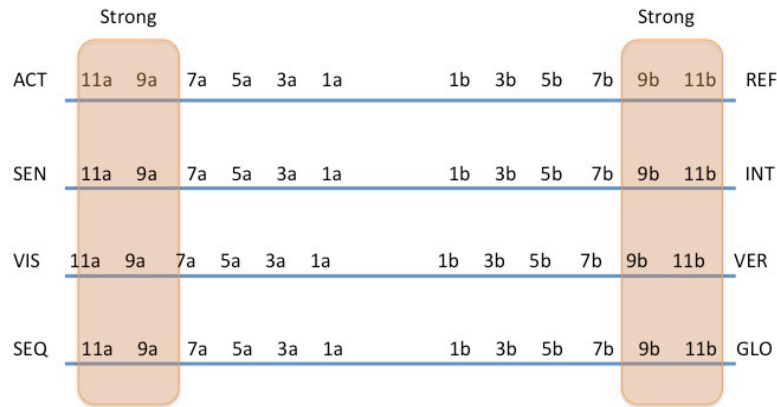 Strong Strong
ACT 11a 9a 7a 5a 3a 1a 1b 3b 5b 7b 9b 11b REF
SEN 11a 9a 7a 5a 3a 1a 1b 3b 5b 7b 9b 11b INT
VIS 11a 9a 7a 5a 3a 1a 1b 3b 5b 7b 9b 11b VER
SEQ 11a 9a 7a 5a 3a 1a 1b 3b 5b 7b 9b 11b GLO